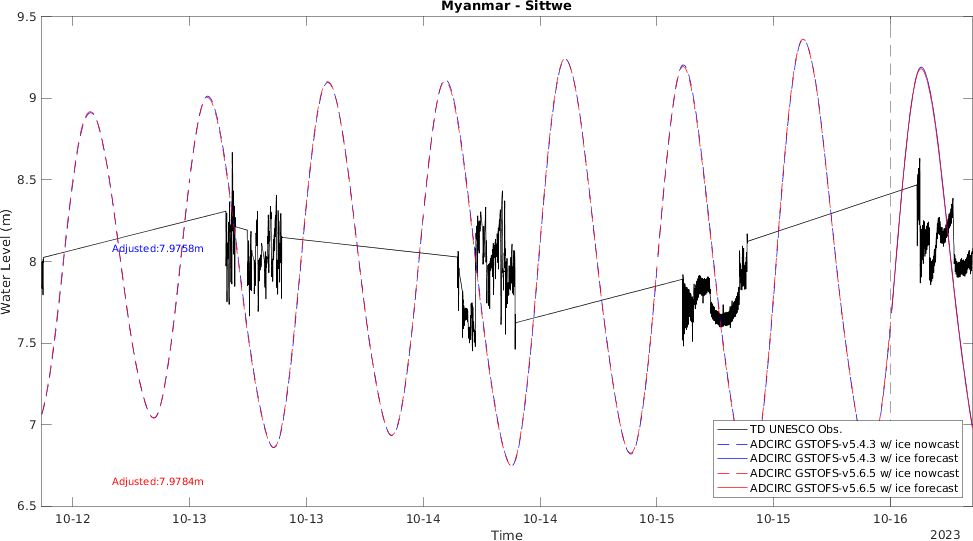 Myanmar - Sittwe
9.5
9
8.5
8
7.5
7
6.5
Water Level (m)
Adjusted:7.9758m
Adjusted:7.9784m
TD UNESCO Obs.
ADCIRC GSTOFS-v5.4.3 w/ ice nowcast
ADCIRC GSTOFS-v5.4.3 w/ ice forecast
ADCIRC GSTOFS-v5.6.5 w/ ice nowcast
ADCIRC GSTOFS-v5.6.5 w/ ice forecast
10-12 10-13 10-13 10-14 10-14 10-15 10-15 10-16
Time
2023